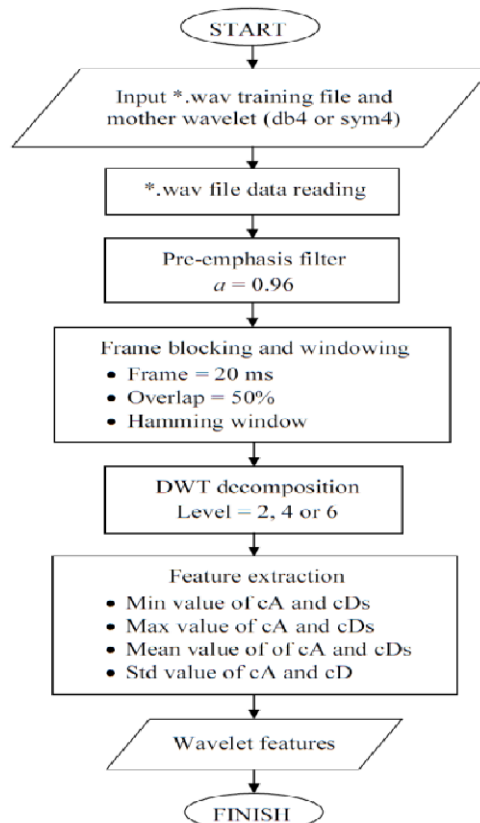 START
Input *.wav training file and
mother wavelet (db4 or sym4)
*.wav file data reading
Pre-emphasis filter
a = 0.96
Frame blocking and windowing
• Frame = 20 ms
• Overlap = 50%
• Hamming window
DWT decomposition
Level = 2, 4 or 6
Feature extraction
• Min value of cA and cDs
• Max value of cA and cDs
• Mean value of of cA and cDs
• Std value of cA and cD
Wavelet features
FINISH